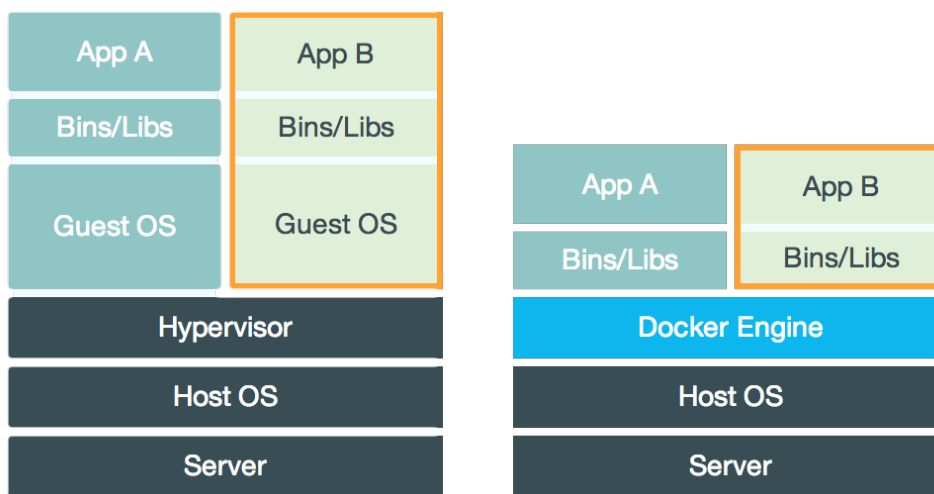 App A
App B
Bins/Libs
Bins/Libs
Guest OS
Guest OS
Hypervisor
Host OS
Server
App A
App B
Bins/Libs
Bins/Libs
Docker Engine
Host OS
Server